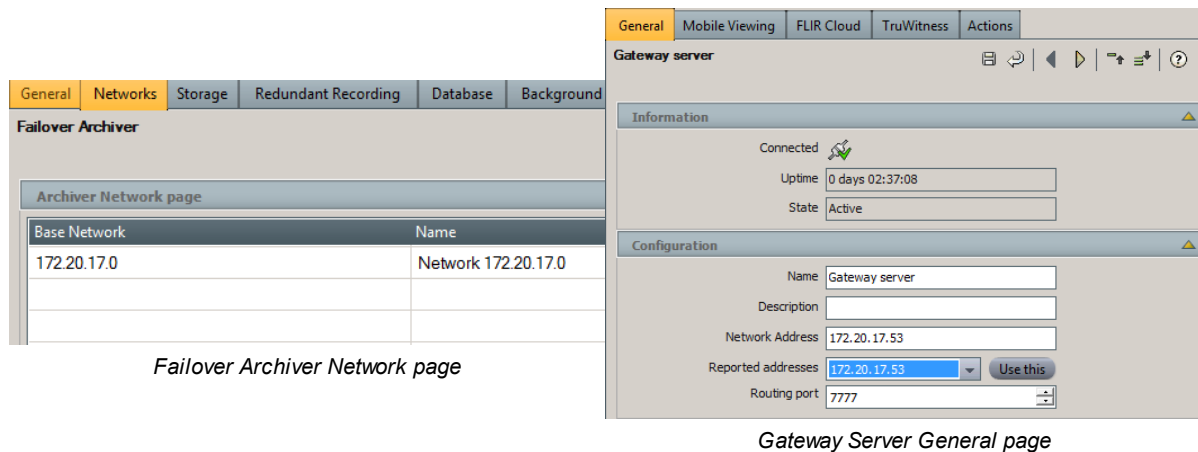 General Networks Storage Redundant Recording Database Background
Failover Archiver
Archiver Network page
Base Network Name
172.20.17.0 Network 172.20.17.0
Failover Archiver Network page
General Mobile Viewing FLIR Cloud TruWitness Actions
Gateway server
Information
Connected
Uptime 0 days 02:37:08
State Active
Configuration
Name Gateway server
Description
Network Address 172.20.17.53
Reported addresses 172.20.17.53 Use this
Routing port 7777
Gateway Server General page